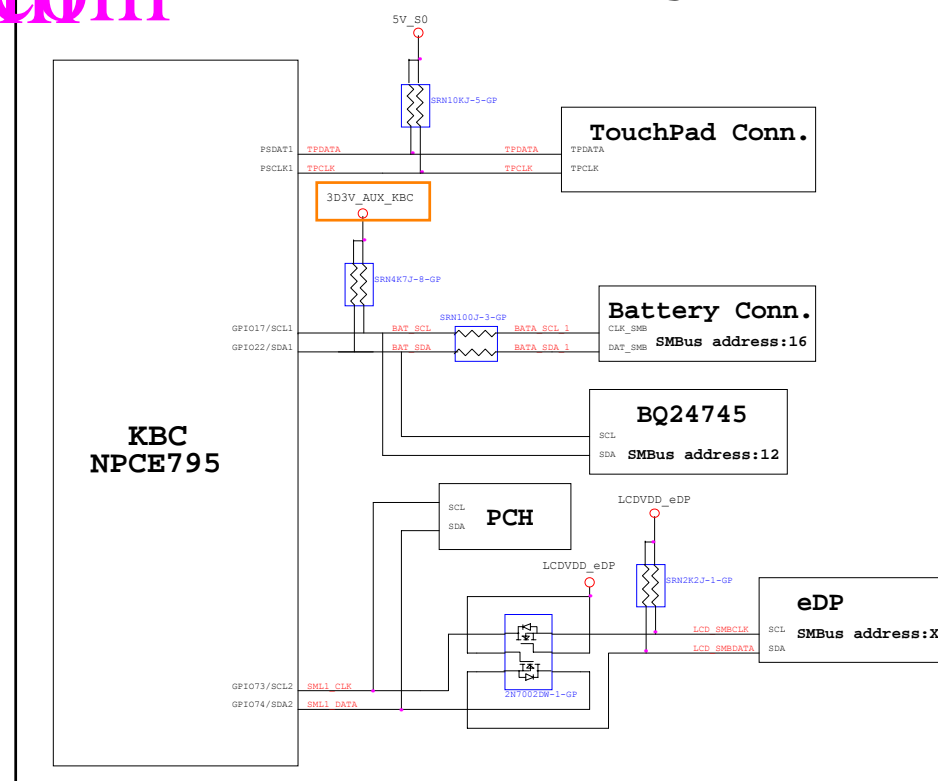 5V_S0
SRN10KJ-5-GP
TouchPad Conn.
PSDAT1 TPDATA TPDATA TPDATA
PSCLK1 TPCLK TPCLK TPCLK
3D3V_AUX_KBC
SRN4K7J-8-GP
SRN100J-3-GP
Battery Conn.
GPIO17/SCL1 BAT_SCL BATA_SCL_1 CLK_SMB
GPIO22/SDA1 BAT_SDA BATA_SDA_1 DAT_SMB SMBus address:16
BQ24745
SCL
SDA SMBus address:12
KBC
NPCE795
SCL
PCH
SDA
LCDVDD_eDP
LCDVDD_eDP
SRN2K2J-1-GP
eDP
LCD_SMBCLK SCL SMBus address:X
LCD_SMBDATA SDA
GPIO73/SCL2 SML1_CLK
2N7002DW-1-GP
GPIO74/SDA2 SML1_DATA